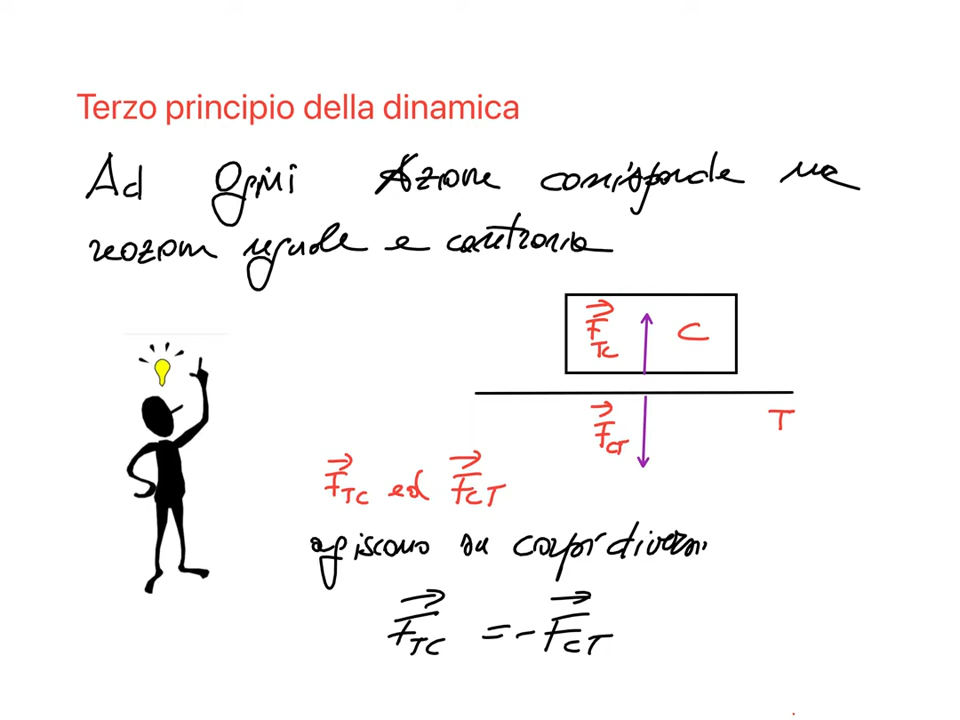 Terzo principio della dinamica
Ad Ogni Azione corrisponde una
reazione uguale e contraria
F⃗TC C
F⃗CT T
F⃗TC ed F⃗CT
agiscono su corpi diversi
F⃗TC = - F⃗CT